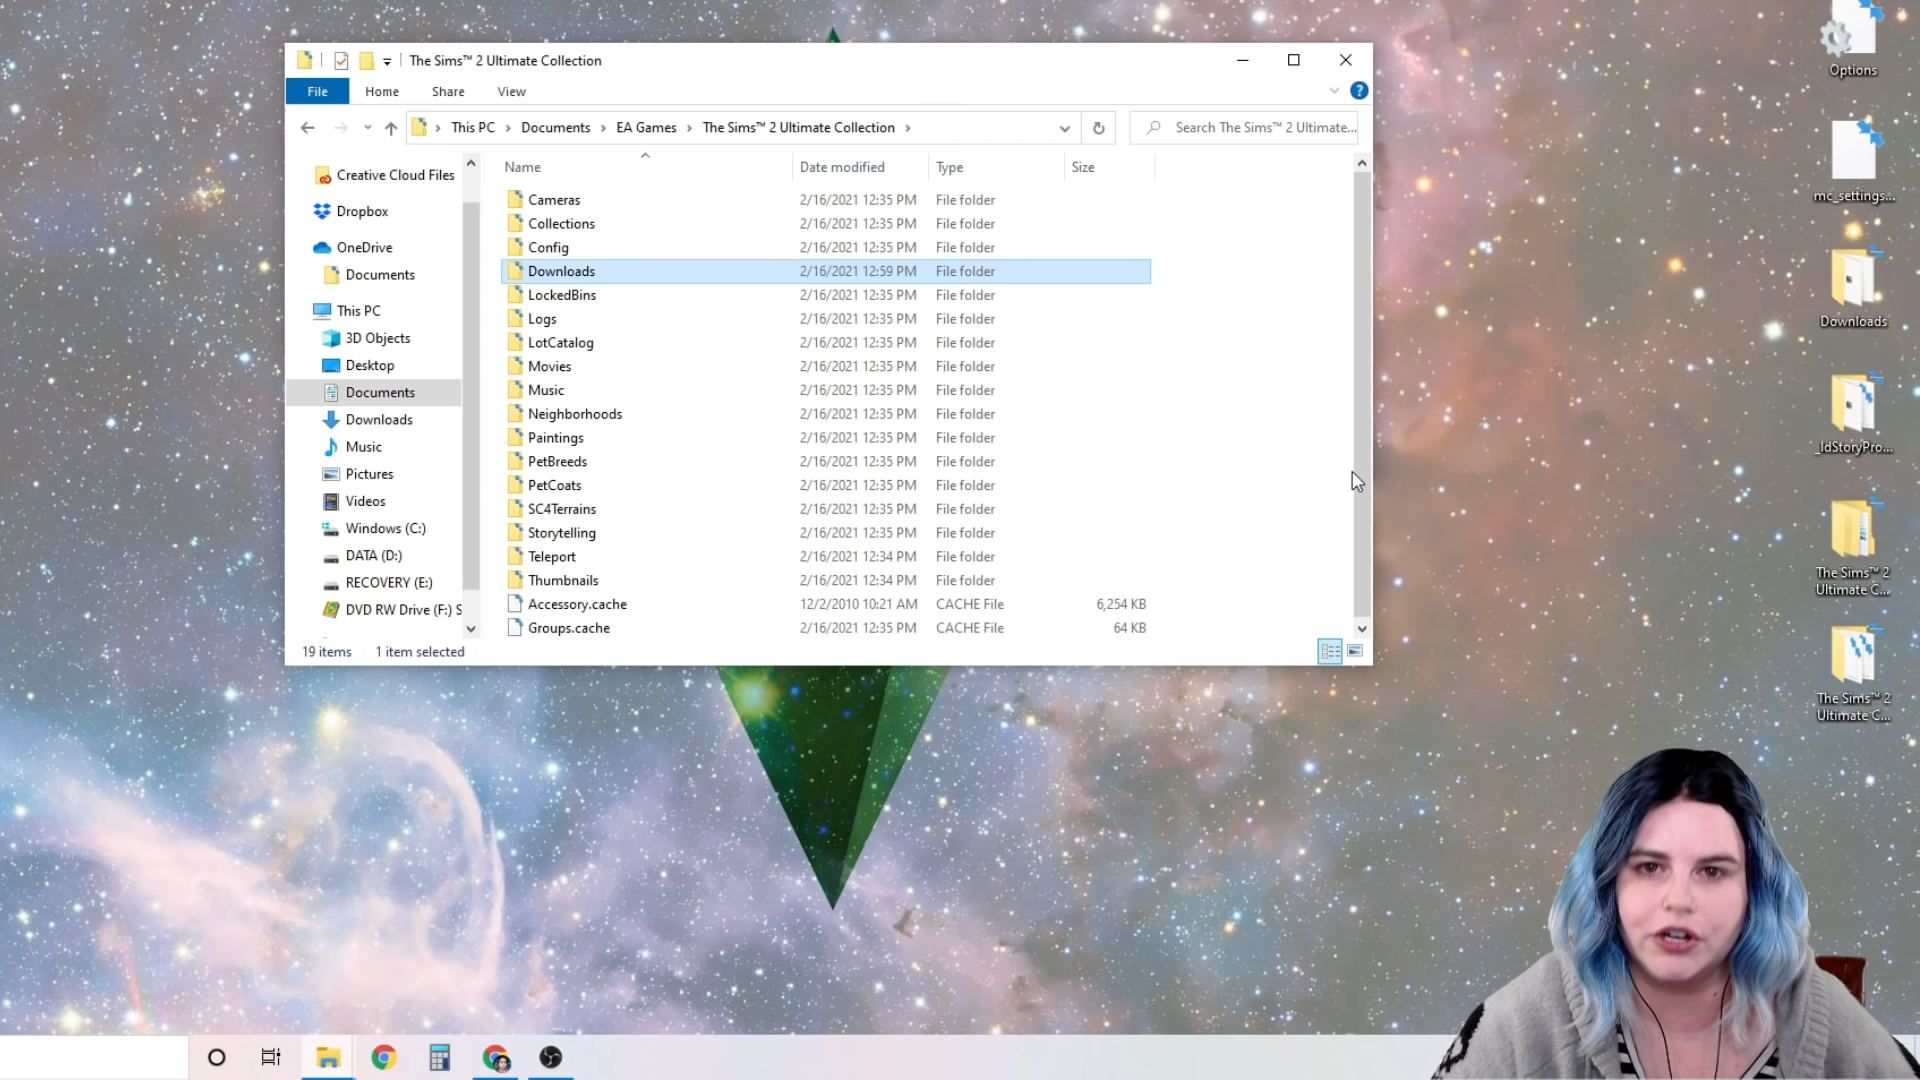 The Sims™ 2 Ultimate Collection
File Home Share View
This PC Documents EA Games The Sims™ 2 Ultimate Collection
Search The Sims™ 2 Ultimate...
Creative Cloud Files
Dropbox
OneDrive
Documents
This PC
3D Objects
Desktop
Documents
Downloads
Music
Pictures
Videos
Windows (C:)
DATA (D:)
RECOVERY (E:)
DVD RW Drive (F:) S
Name Date modified Type Size
Cameras 2/16/2021 12:35 PM File folder
Collections 2/16/2021 12:35 PM File folder
Config 2/16/2021 12:35 PM File folder
Downloads 2/16/2021 12:59 PM File folder
LockedBins 2/16/2021 12:35 PM File folder
Logs 2/16/2021 12:35 PM File folder
LotCatalog 2/16/2021 12:35 PM File folder
Movies 2/16/2021 12:35 PM File folder
Music 2/16/2021 12:35 PM File folder
Neighborhoods 2/16/2021 12:35 PM File folder
Paintings 2/16/2021 12:35 PM File folder
PetBreeds 2/16/2021 12:35 PM File folder
PetCoats 2/16/2021 12:35 PM File folder
SC4Terrains 2/16/2021 12:35 PM File folder
Storytelling 2/16/2021 12:35 PM File folder
Teleport 2/16/2021 12:34 PM File folder
Thumbnails 2/16/2021 12:34 PM File folder
Accessory.cache 12/2/2010 10:21 AM CACHE File 6,254 KB
Groups.cache 2/16/2021 12:35 PM CACHE File 64 KB
19 items 1 item selected
Options
mc_settings...
Downloads
_IdStoryPro...
The Sims™ 2
Ultimate C...
The Sims™ 2
Ultimate C...